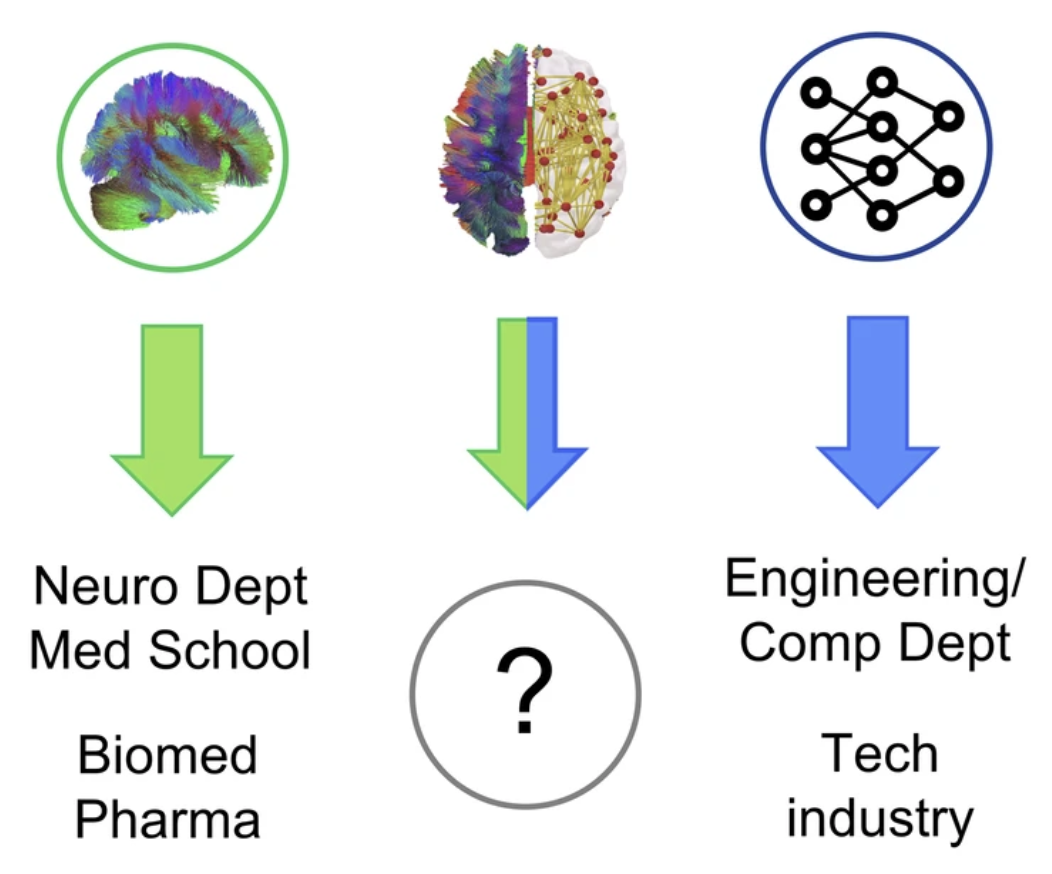 Neuro Dept
Med School
Biomed
Pharma
?
Engineering/
Comp Dept
Tech
industry